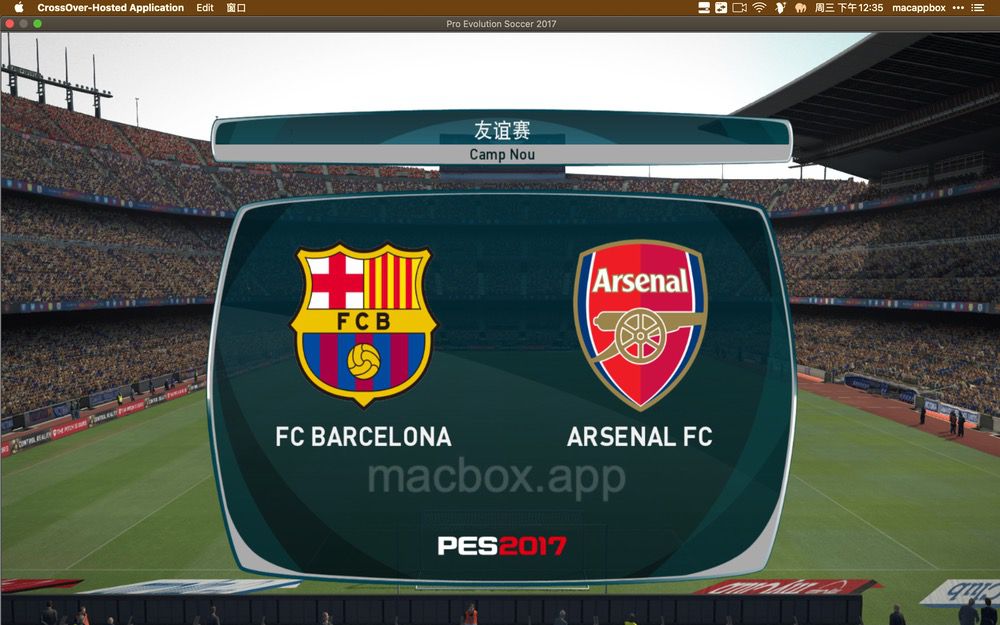 CrossOver-Hosted Application Edit 窗口 周三 下午12:35 macappbox
Pro Evolution Soccer 2017
友谊赛
Camp Nou
FCB
Arsenal
FC BARCELONA
ARSENAL FC
macbox.app
PES2017